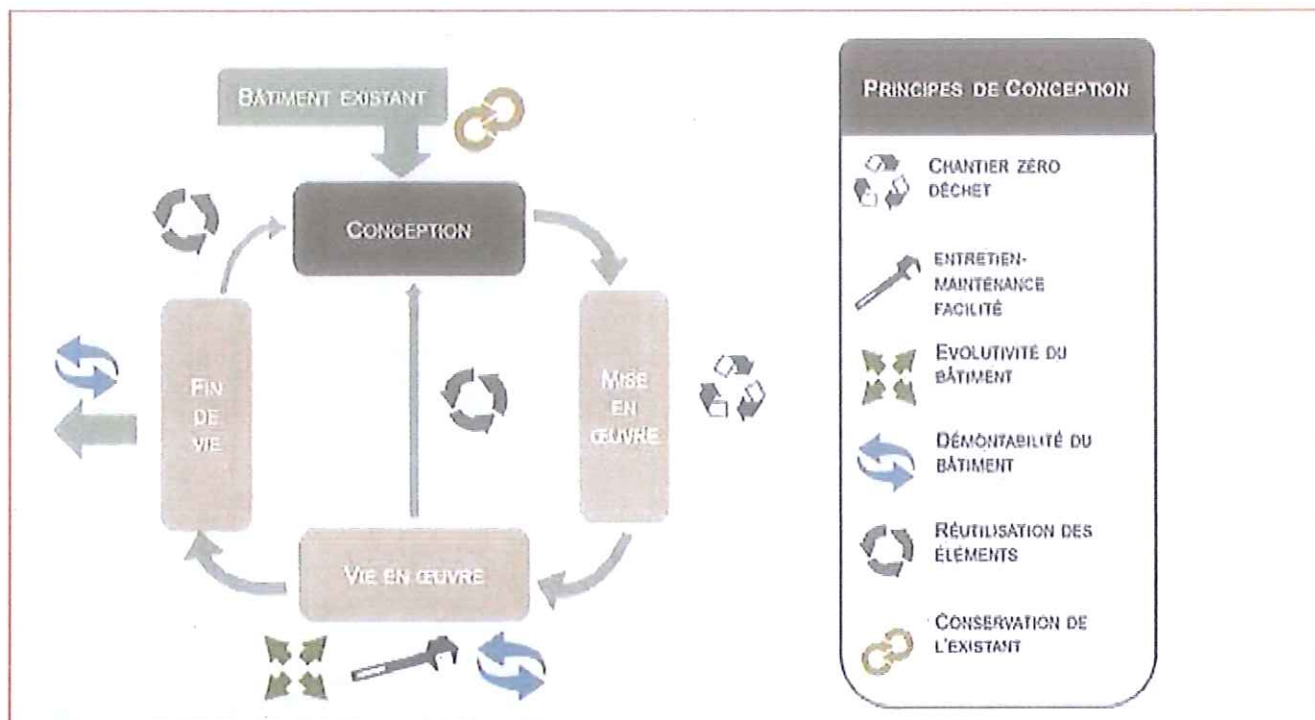 BÂTIMENT EXISTANT
CONCEPTION
MISE
EN
ŒUVRE
VIE EN ŒUVRE
FIN
DE
VIE
PRINCIPES DE CONCEPTION
CHANTIER ZÉRO
DÉCHET
ENTRETIEN-
MAINTENANCE
FACILITÉ
EVOLUTIVITÉ DU
BÂTIMENT
DÉMONTABILITÉ DU
BÂTIMENT
RÉUTILISATION DES
ÉLÉMENTS
CONSERVATION DE
L'EXISTANT